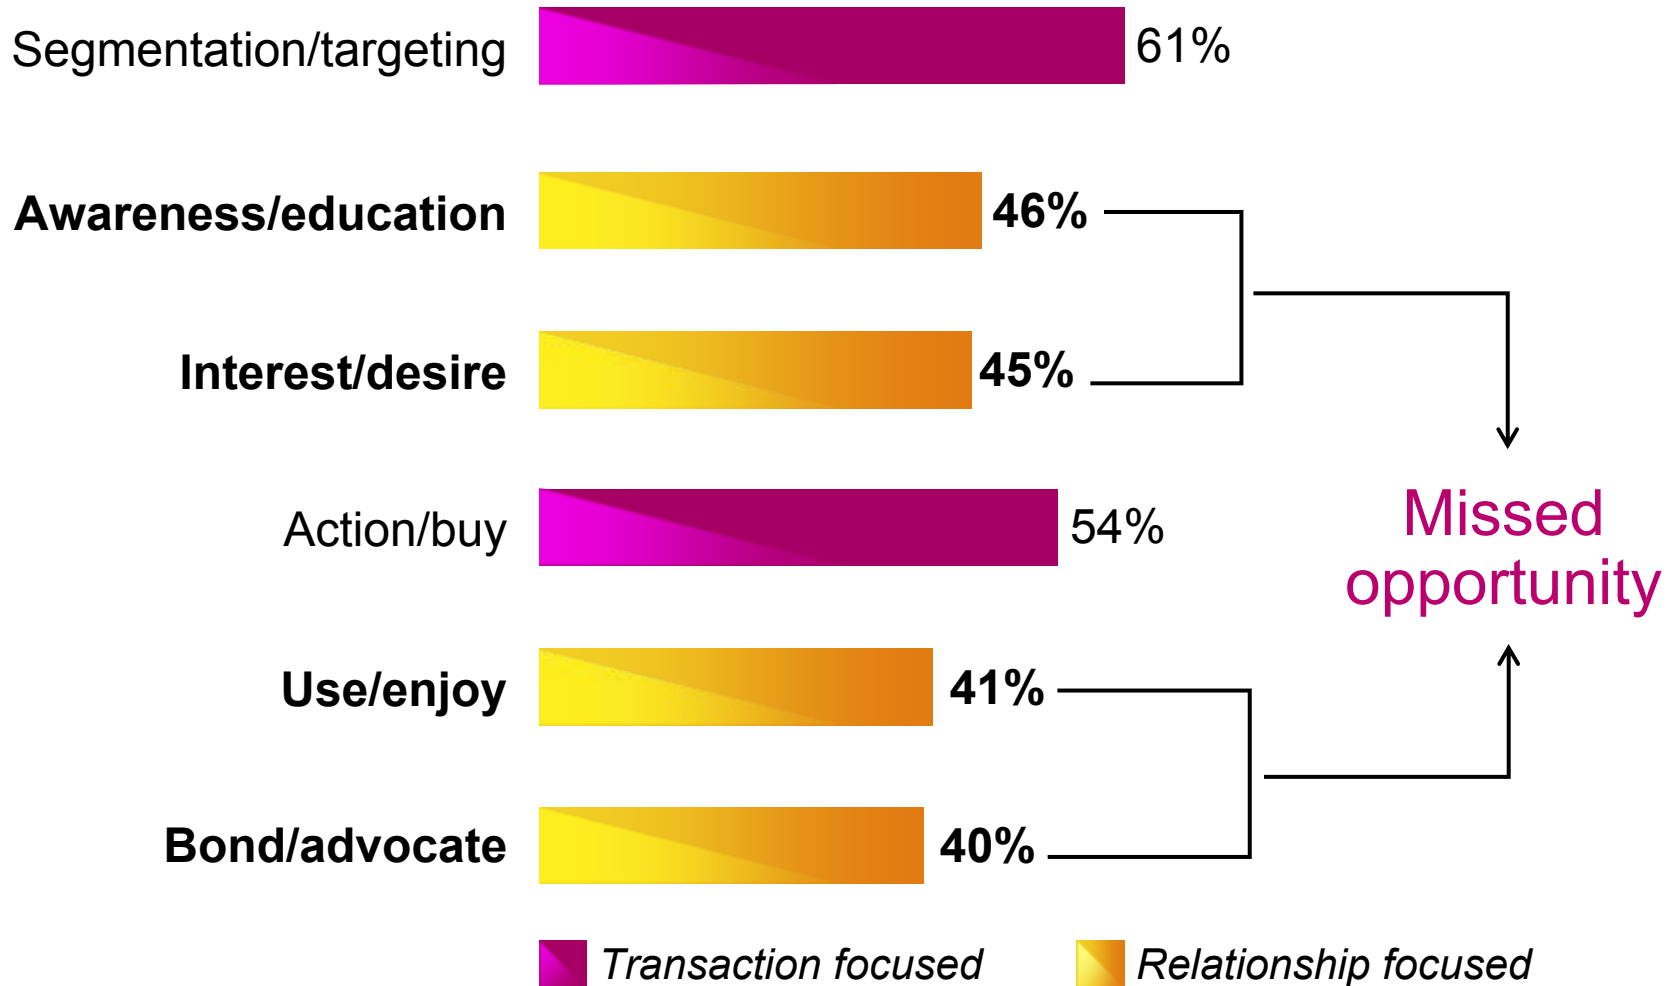 Segmentation/targeting 61%
Awareness/education 46%
Interest/desire 45%
Action/buy 54%
Missed
opportunity
Use/enjoy 41%
Bond/advocate 40%
Transaction focused Relationship focused